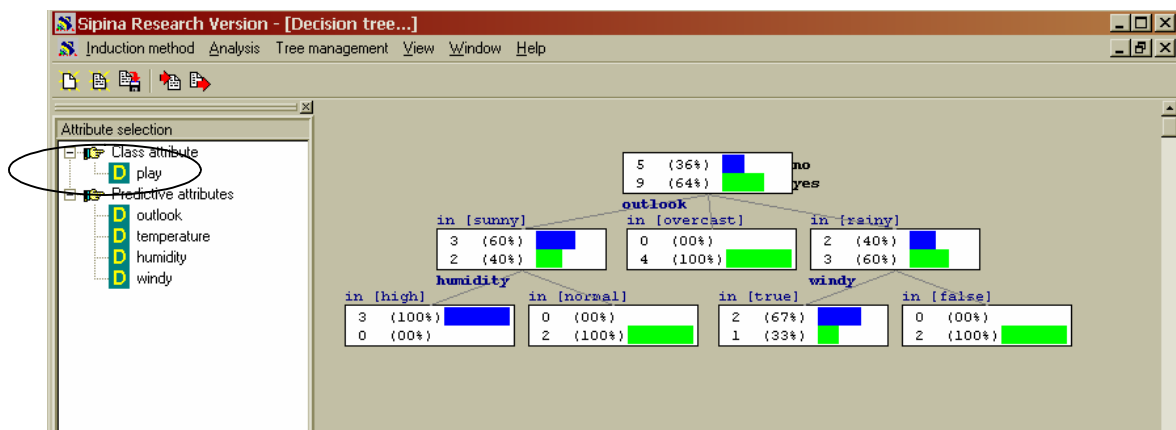 Sipina Research Version - [Decision tree...]
Induction method Analysis Tree management View Window Help
Attribute selection
Class attribute
D play
Predictive attributes
D outlook
D temperature
D humidity
D windy
5 (36%) no
9 (64%) yes
outlook
in [sunny] in [overcast] in [rainy]
3 (60%) 0 (00%) 2 (40%)
2 (40%) 4 (100%) 3 (60%)
humidity windy
in [high] in [normal] in [true] in [false]
3 (100%) 0 (00%) 2 (67%) 0 (00%)
0 (00%) 2 (100%) 1 (33%) 2 (100%)